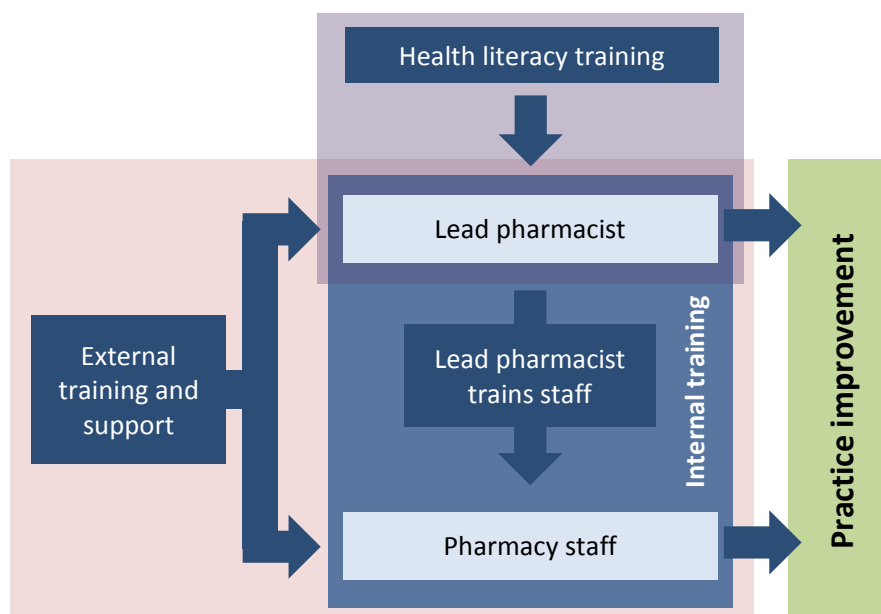 Health literacy training
Lead pharmacist
External
training and
support
Lead pharmacist
trains staff
Internal training
Pharmacy staff
Practice improvement